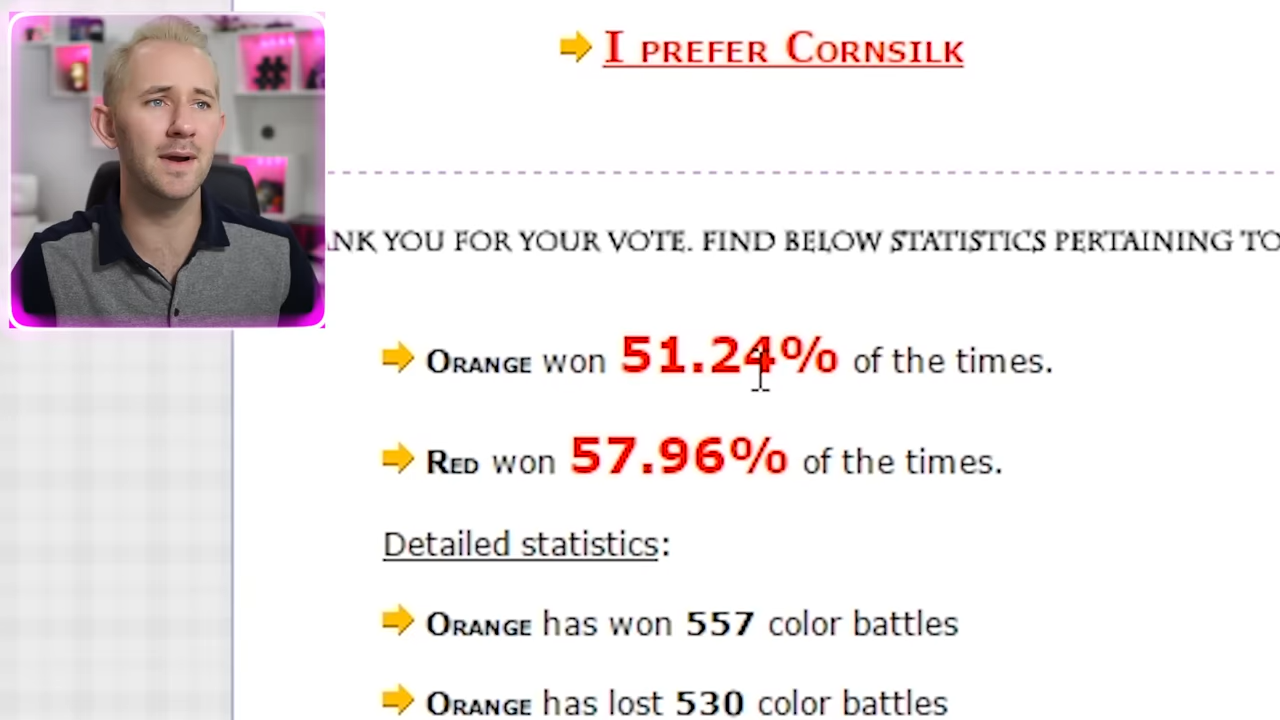 I PREFER CORNSILK
YOU FOR YOUR VOTE. FIND BELOW STATISTICS PERTAINING TO
ORANGE won 51.24% of the times.
RED won 57.96% of the times.
Detailed statistics:
ORANGE has won 557 color battles
ORANGE has lost 530 color battles